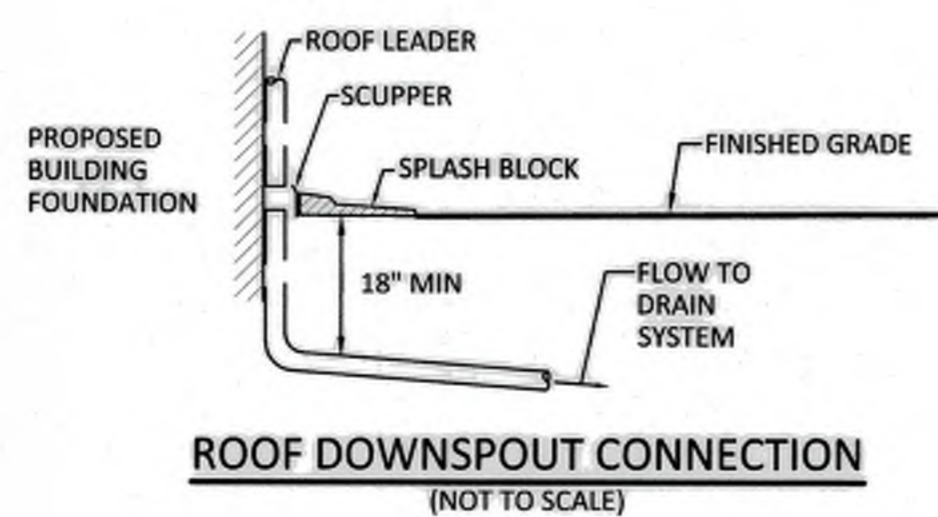 ROOF LEADER
SCUPPER
PROPOSED
BUILDING
FOUNDATION
SPLASH BLOCK
FINISHED GRADE
18" MIN
FLOW TO
DRAIN
SYSTEM
ROOF DOWNSPOUT CONNECTION
(NOT TO SCALE)